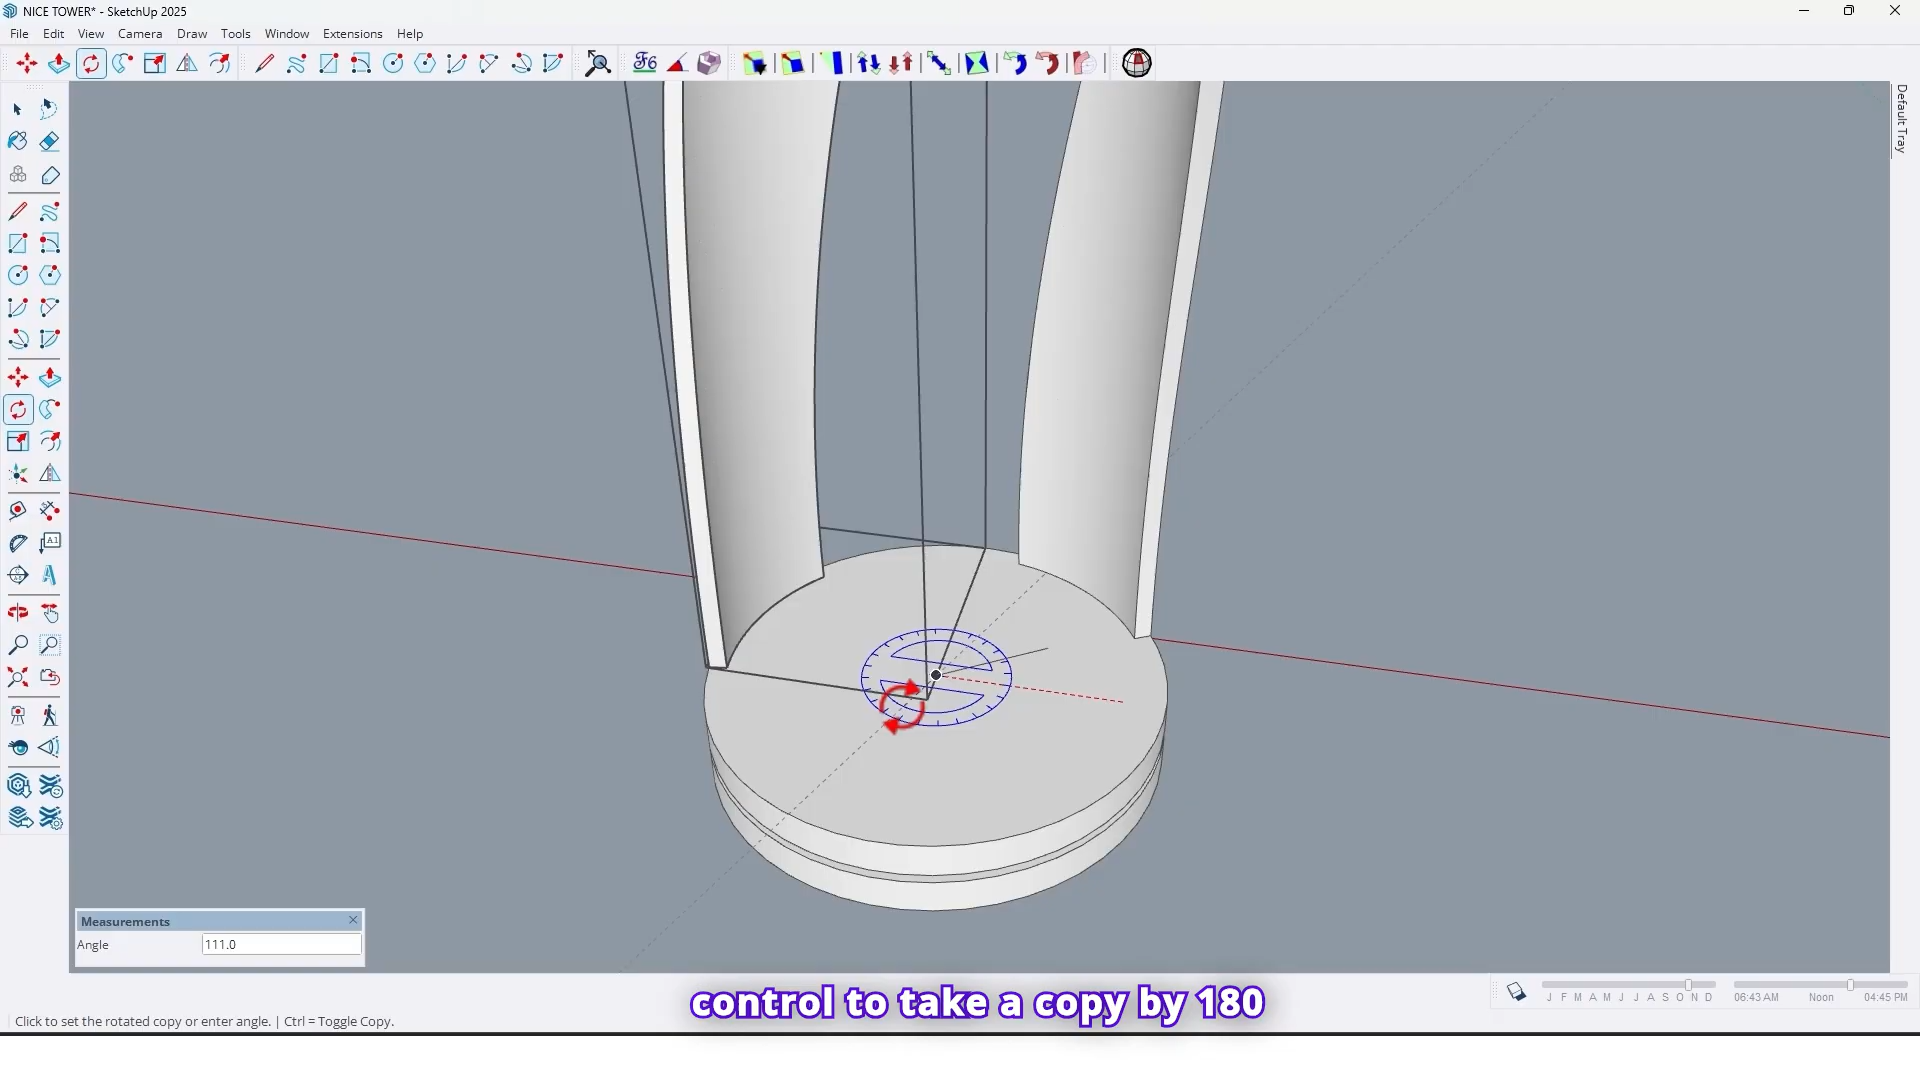 NICE TOWER* - SketchUp 2025
File Edit View Camera Draw Tools Window Extensions Help
Default Tray
Measurements
Angle 111.0
control to take a copy by 180
J F M A M J J A S O N D 06:43 AM Noon 04:45 PM
Click to set the rotated copy or enter angle. | Ctrl = Toggle Copy.